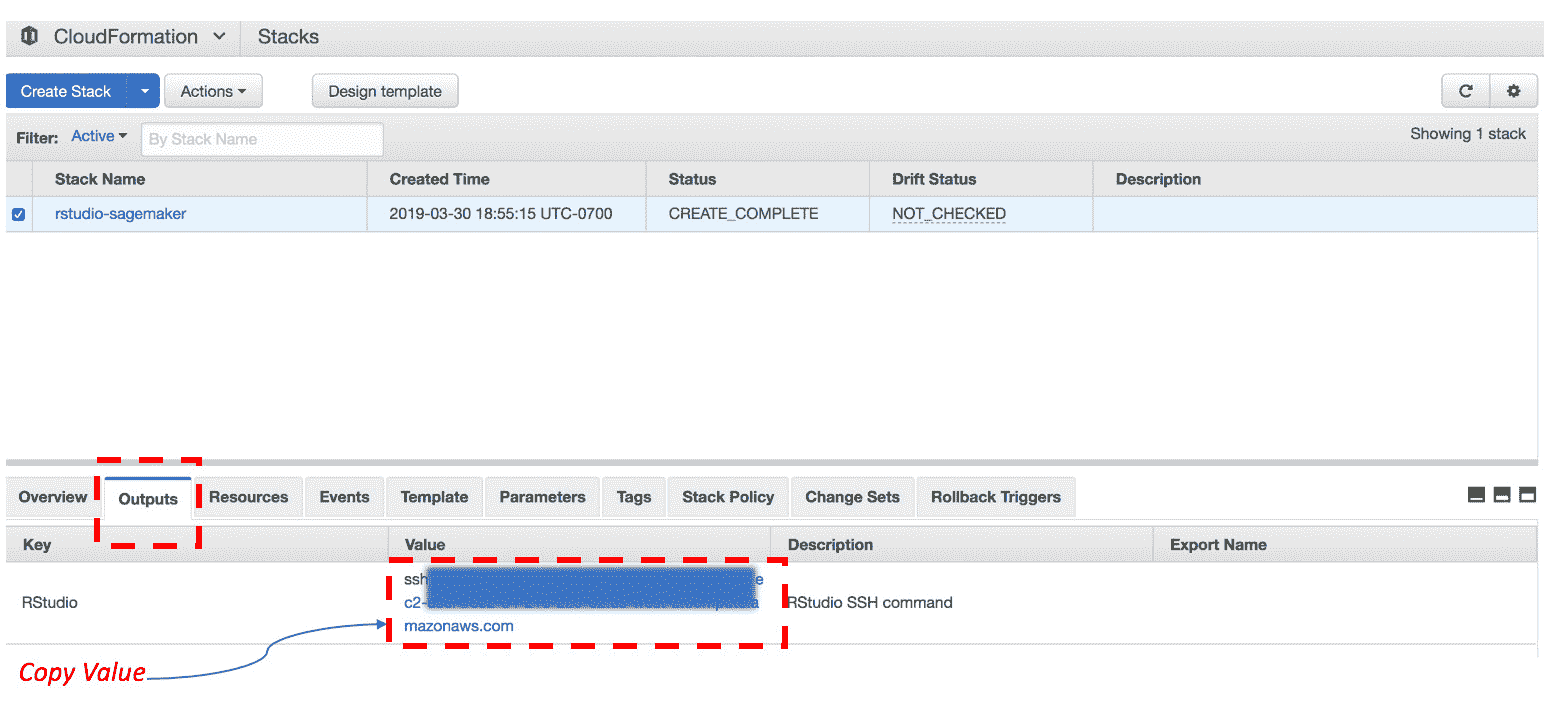 CloudFormation Stacks
Create Stack Actions Design template
Filter: Active By Stack Name Showing 1 stack
Stack Name Created Time Status Drift Status Description
rstudio-sagemaker 2019-03-30 18:55:15 UTC-0700 CREATE_COMPLETE NOT_CHECKED
Overview Outputs Resources Events Template Parameters Tags Stack Policy Change Sets Rollback Triggers
Key Value Description Export Name
ssh e
RStudio c2- a RStudio SSH command
mazonaws.com
Copy Value